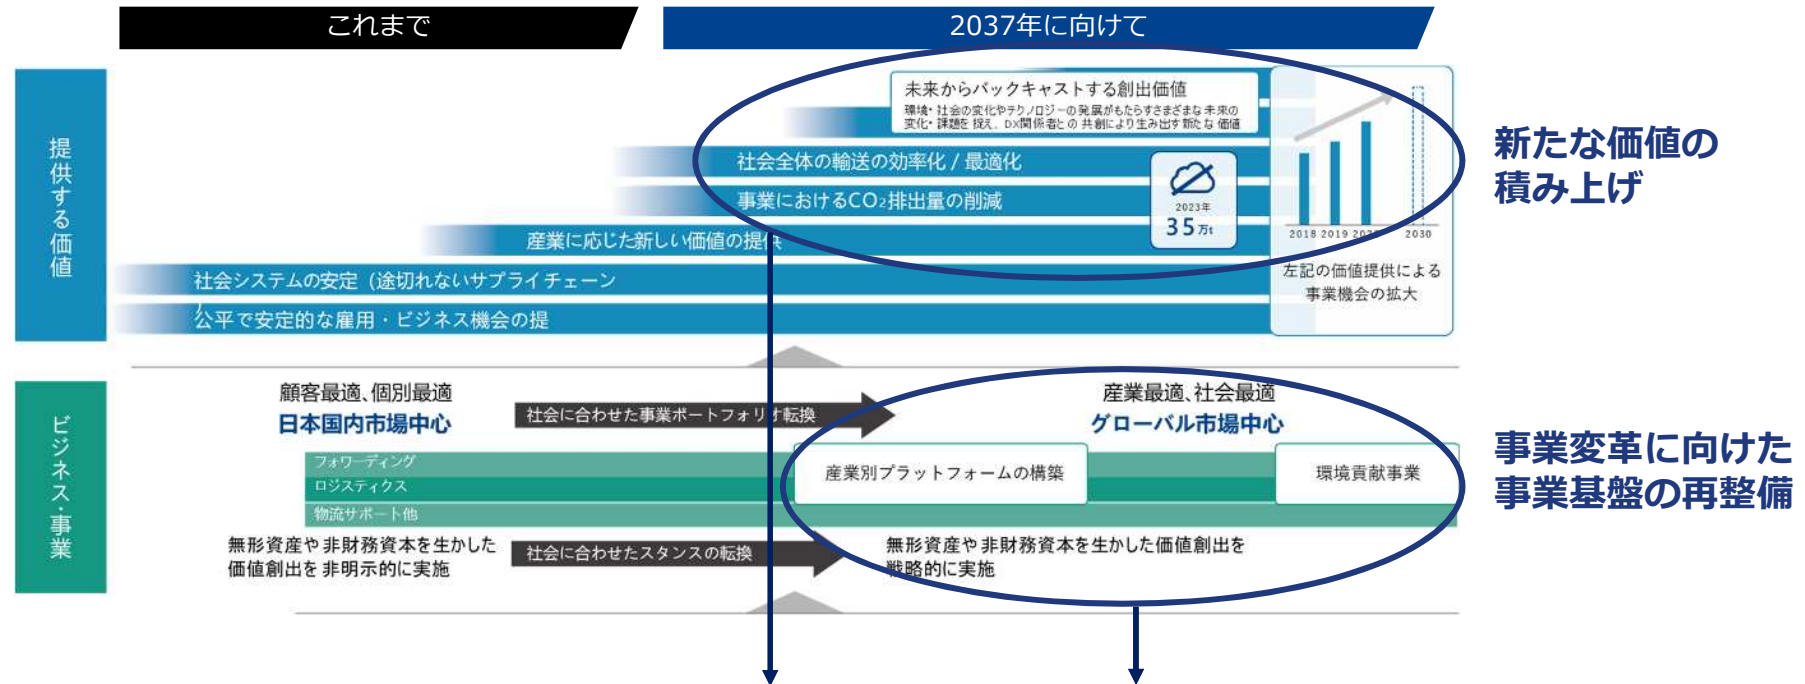 これまで
2037年に向けて
提供する価値
未来からバックキャストする創出価値
環境・社会の変化やテクノロジーの発展がもたらすさまざまな未来の
変化・課題を捉え、DX関係者との共創により生み出す新たな価値
社会全体の輸送の効率化 / 最適化
事業におけるCO₂排出量の削減
2023年
35万t
産業に応じた新しい価値の提供
社会システムの安定 (途切れないサプライチェーン
)
公平で安定的な雇用・ビジネス機会の提
2018 2019 2030
左記の価値提供による
事業機会の拡大
新たな価値の
積み上げ
ビジネス・事業
顧客最適、個別最適
日本国内市場中心
社会に合わせた事業ポートフォリオ転換
産業最適、社会最適
グローバル市場中心
フォワーディング
ロジスティクス
物流サポート他
産業別プラットフォームの構築
環境貢献事業
無形資産や非財務資本を生かした
価値創出を非明示的に実施
社会に合わせたスタンスの転換
無形資産や非財務資本を生かした価値創出を
戦略的に実施
事業変革に向けた
事業基盤の再整備